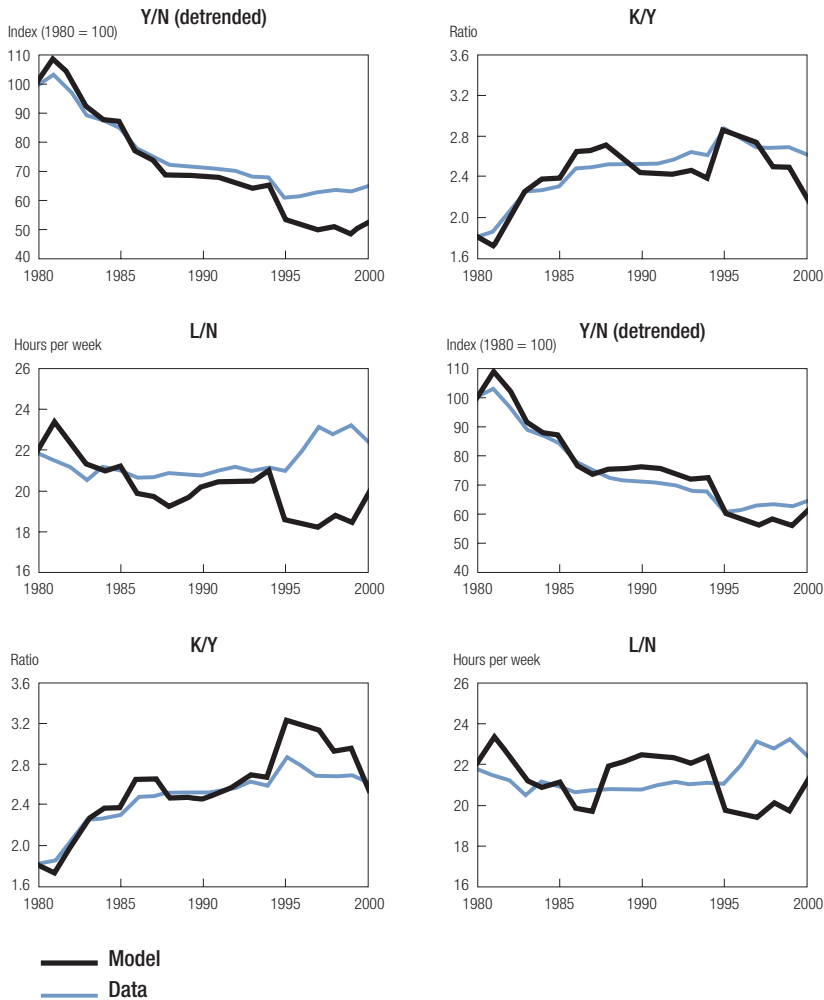 Y/N (detrended)
Index (1980 = 100)
110
100
90
80
70
60
50
40
1980 1985 1990 1995 2000
K/Y
Ratio
3.6
3.2
2.8
2.4
2.0
1.6
1980 1985 1990 1995 2000
L/N
Hours per week
26
24
22
20
18
16
1980 1985 1990 1995 2000
Y/N (detrended)
Index (1980 = 100)
110
100
90
80
70
60
50
40
1980 1985 1990 1995 2000
K/Y
Ratio
3.6
3.2
2.8
2.4
2.0
1.6
1980 1985 1990 1995 2000
L/N
Hours per week
26
24
22
20
18
16
1980 1985 1990 1995 2000
Model
Data